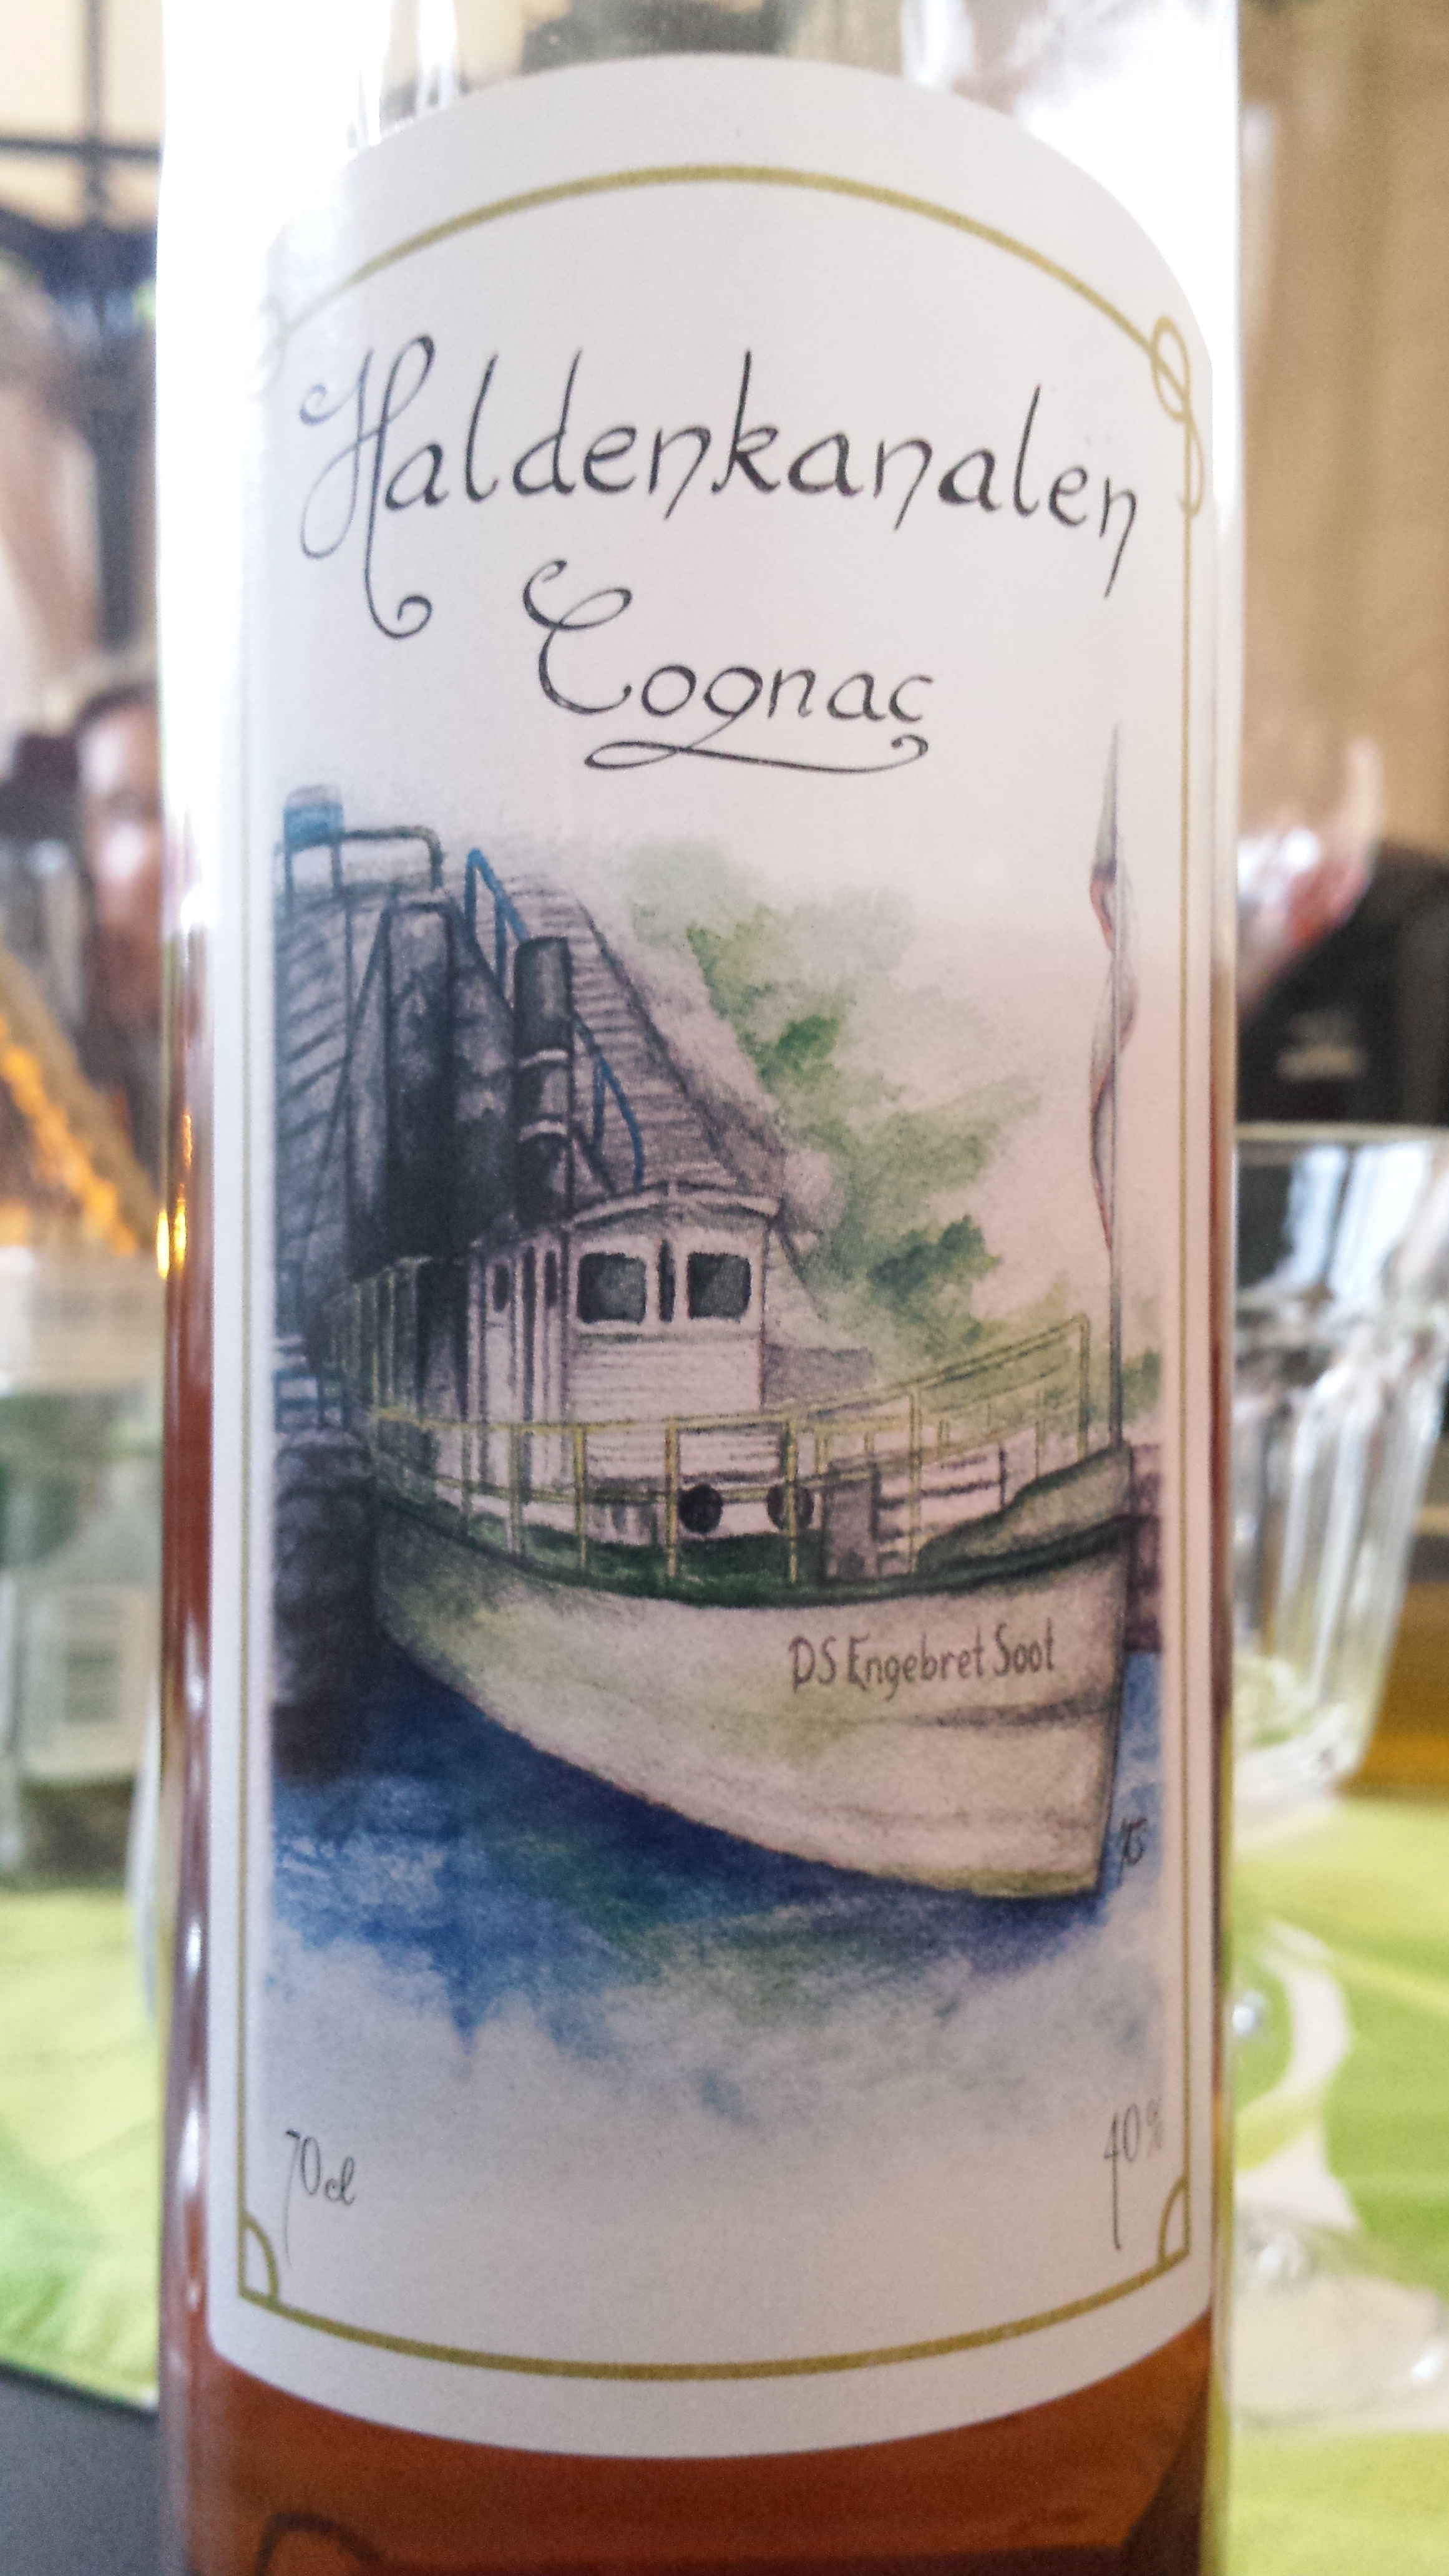 Haldenkanalen
Cognac
DS Engebret Soot
70cl
40%